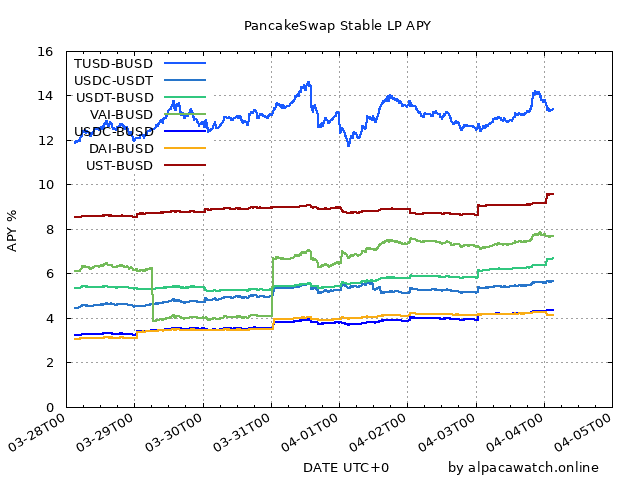 PancakeSwap Stable LP APY
16
14
12
10
8
6
4
2
0
APY %
TUSD-BUSD
USDC-USDT
USDT-BUSD
VAI-BUSD
USDC-BUSD
DAI-BUSD
UST-BUSD
03-28T00
03-29T00
03-30T00
03-31T00
04-01T00
04-02T00
04-03T00
04-04T00
04-05T00
DATE UTC+0
by alpacawatch.online